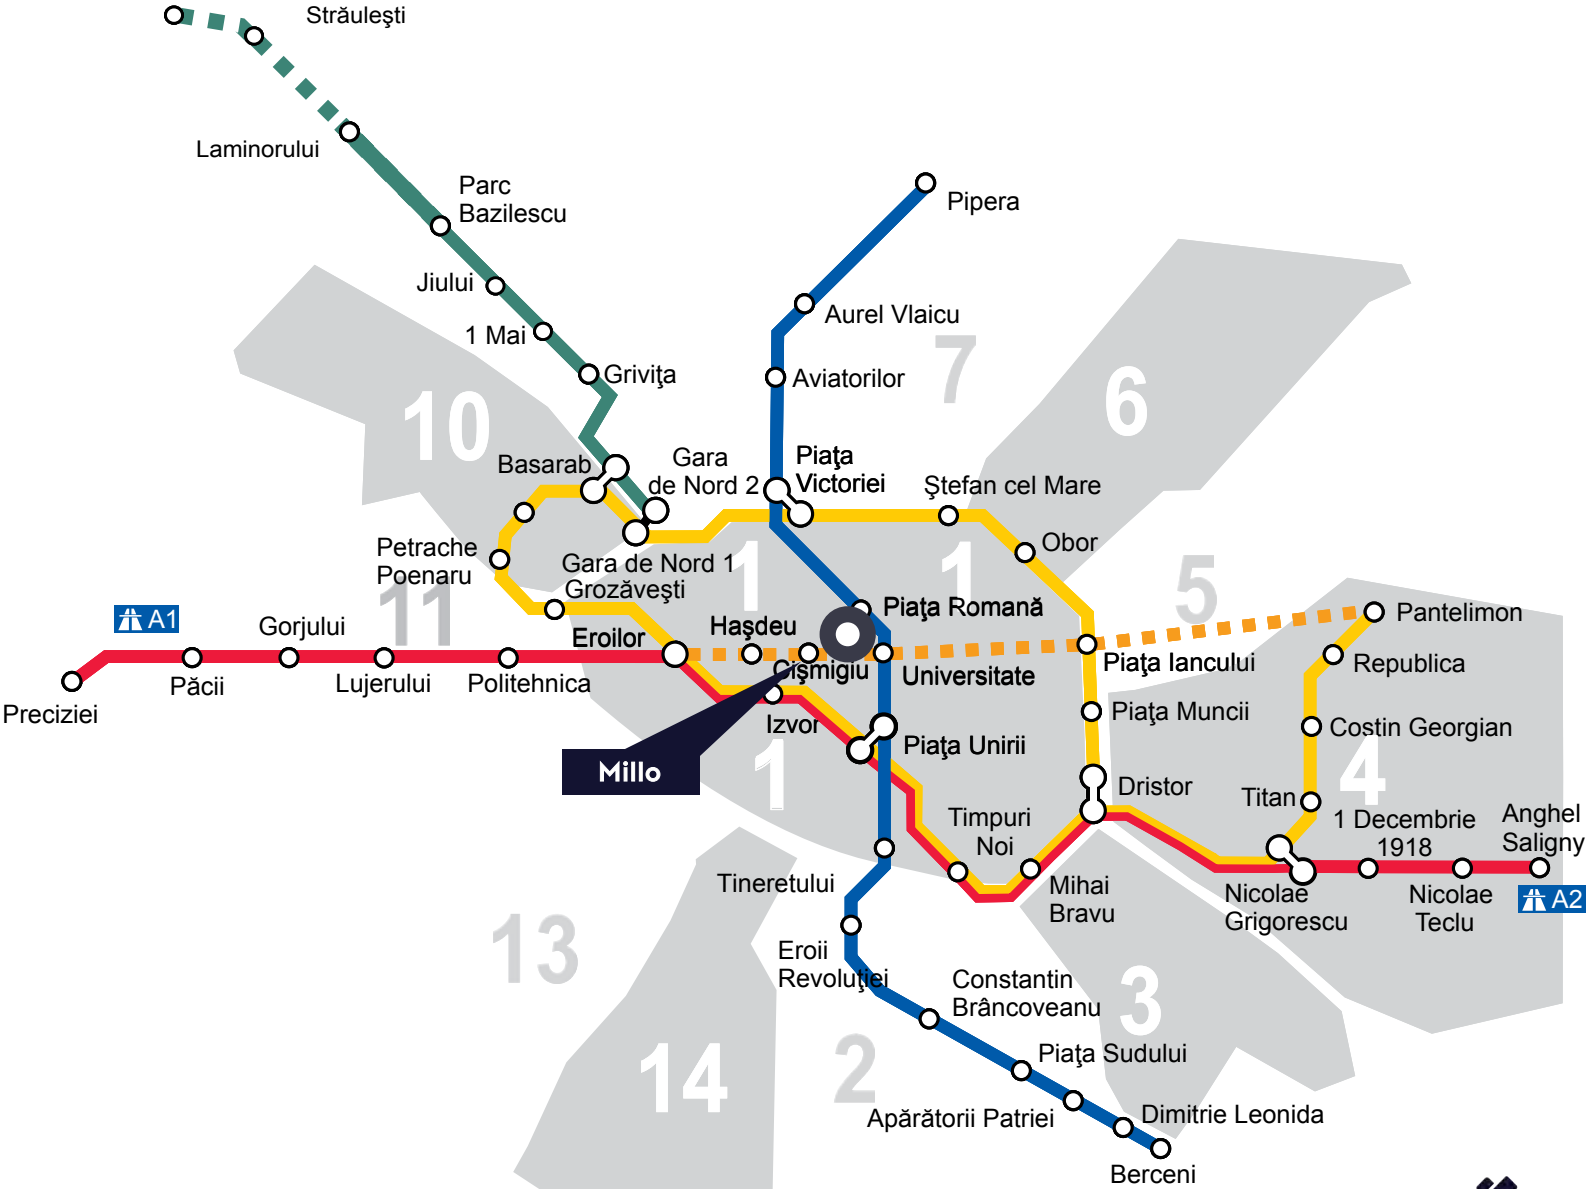 Străuleşti
Laminorului
Parc
Bazilescu
Pipera
Jiului
Aurel Vlaicu
1 Mai
7
Griviţa
Aviatorilor
6
10
Basarab
Gara
de Nord 2
Piaţa
Victoriei
Ştefan cel Mare
Obor
Petrache
Poenaru
Gara de Nord 1
1
1
5
Grozăveşti
11
A1
Gorjului
Eroilor
Haşdeu
Piaţa Romană
Pantelimon
Preciziei
Păcii
Lujerului
Politehnica
Cişmigiu
Universitate
Piaţa Iancului
Republica
Izvor
Piaţa Muncii
Costin Georgian
Piaţa Unirii
Millo
1
4
Dristor
Titan
Timpuri
Noi
1 Decembrie
1918
Anghel
Saligny
Tineretului
Mihai
Bravu
Nicolae
Grigorescu
Nicolae
Teclu
A2
13
Eroii
Revoluţiei
Constantin
Brâncoveanu
3
14
2
Piaţa Sudului
Apărătorii Patriei
Dimitrie Leonida
Berceni